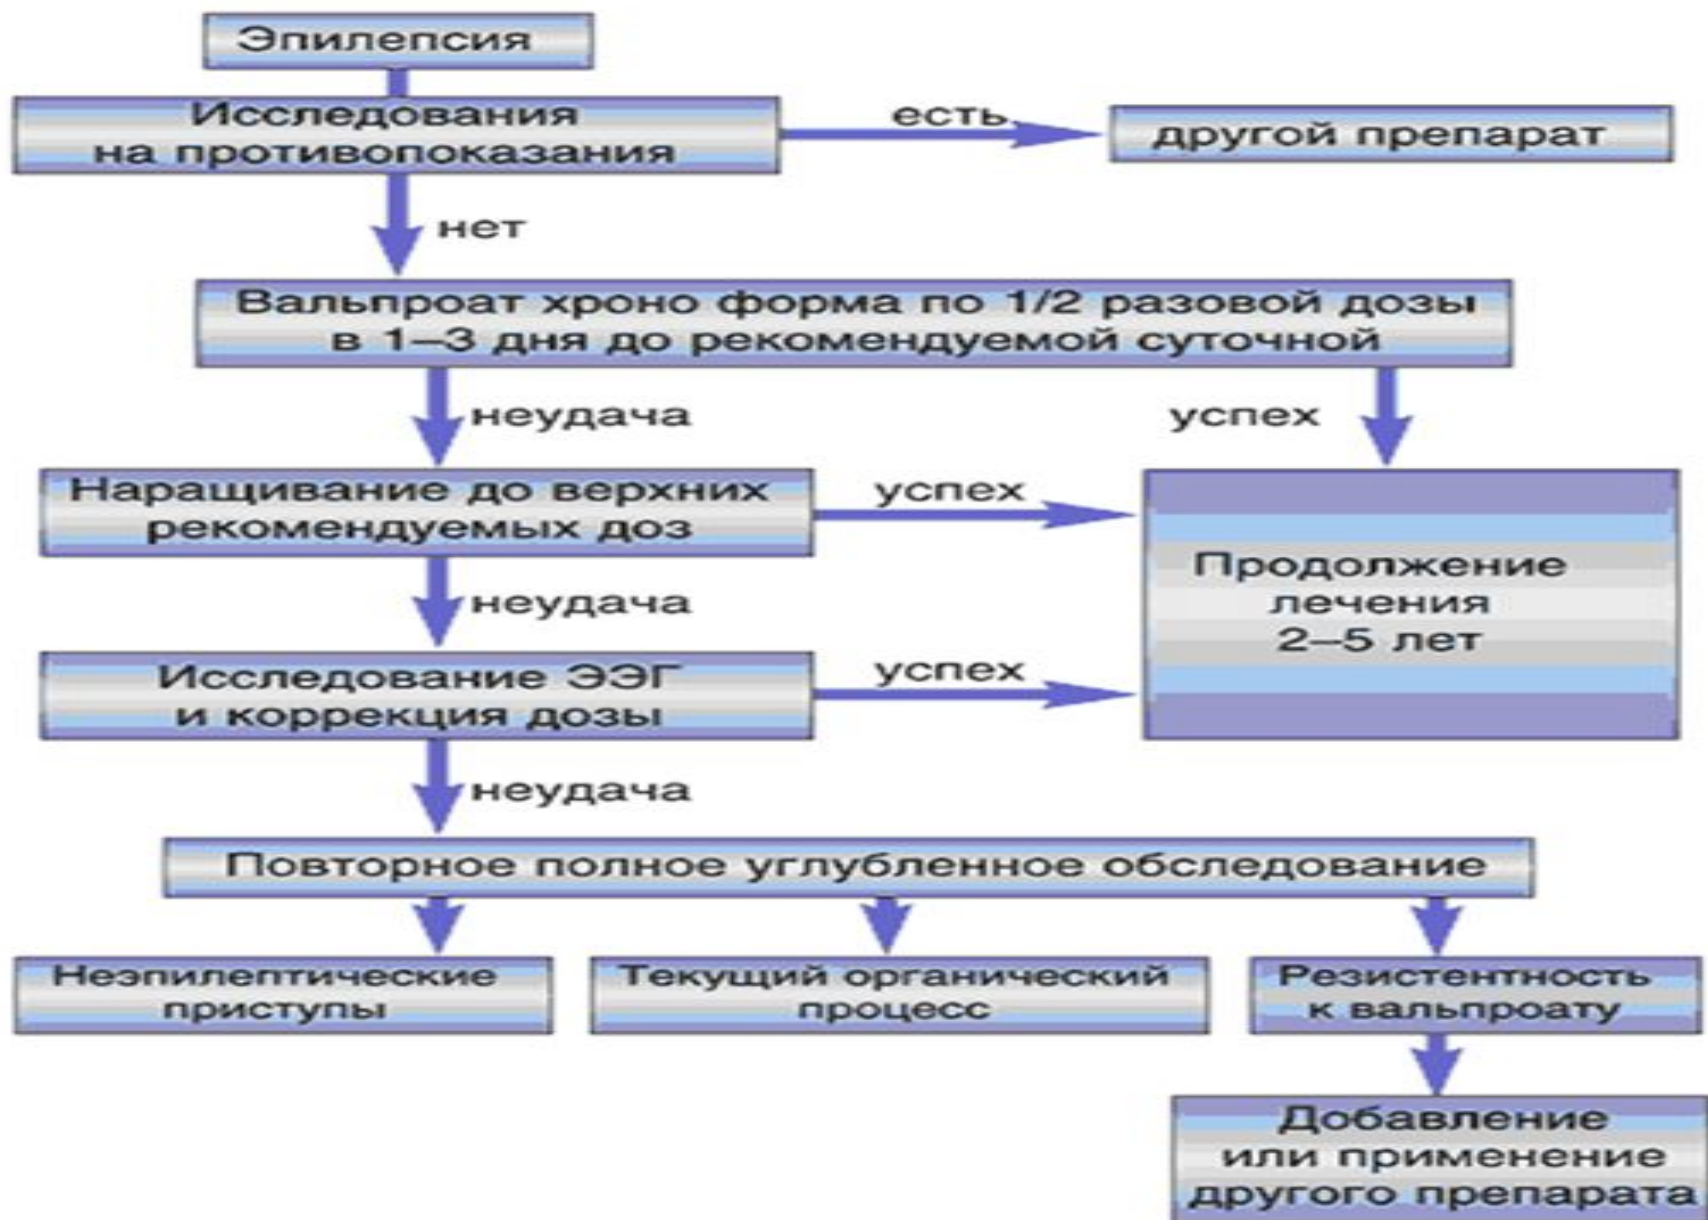 Эпилепсия
Исследования
на противопоказания
есть
другой препарат
нет
Вальпроат хроно форма по 1/2 разовой дозы
в 1–3 дня до рекомендуемой суточной
неудача
успех
Наращивание до верхних
рекомендуемых доз
успех
Продолжение
лечения
2–5 лет
неудача
Исследование ЭЭГ
и коррекция дозы
успех
неудача
Повторное полное углубленное обследование
Неэпилептические
приступы
Текущий органический
процесс
Резистентность
к вальпроату
Добавление
или применение
другого препарата